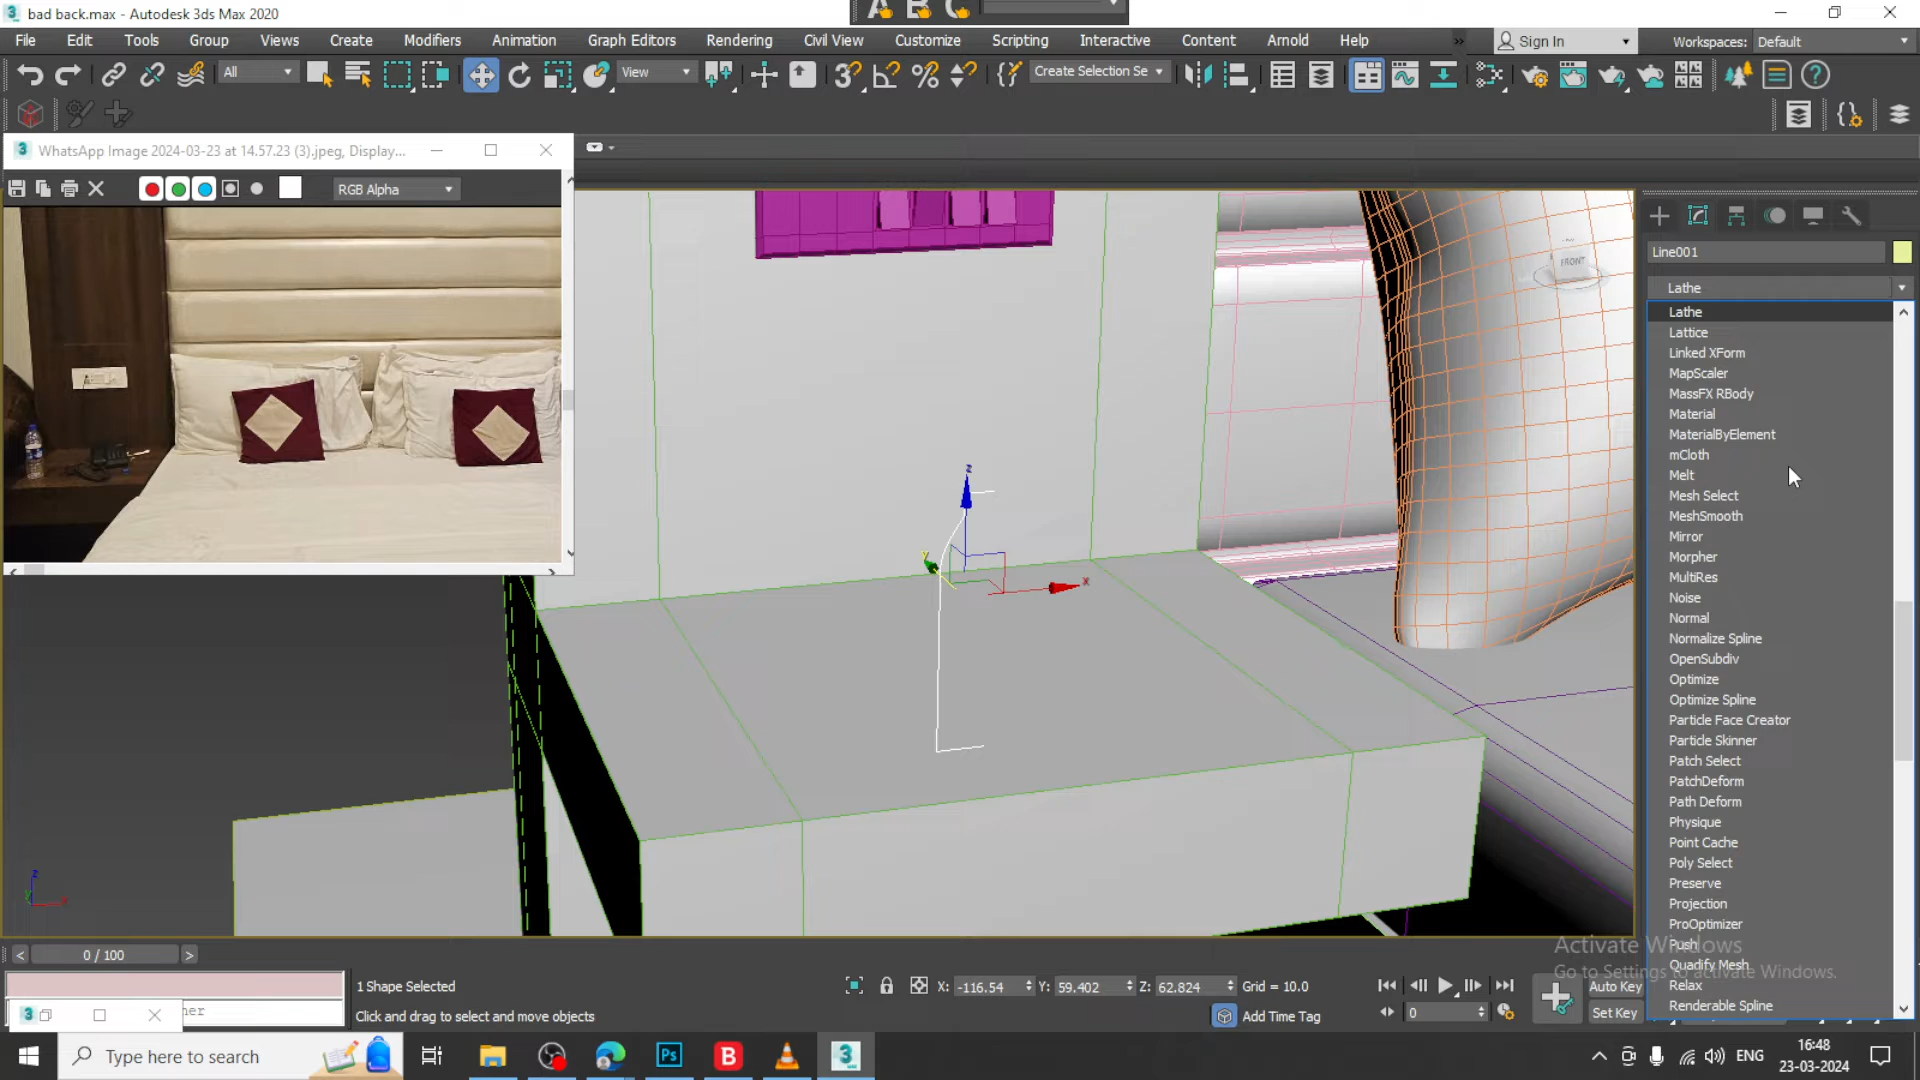 bad back.max - Autodesk 3ds Max 2020
File Edit Tools Group Views Create Modifiers Animation Graph Editors Rendering Civil View Customize Scripting Interactive Content Arnold Help
Sign In
Workspaces: Default
All
View
Create Selection Se
WhatsApp Image 2024-03-23 at 14.57.23 (3).jpeg, Display...
RGB Alpha
FRONT
z
x
y
z
x
Line001
Lathe
Lathe
Lattice
Linked XForm
MapScaler
MassFX RBody
Material
MaterialByElement
mCloth
Melt
Mesh Select
MeshSmooth
Mirror
Morpher
MultiRes
Noise
Normal
Normalize Spline
OpenSubdiv
Optimize
Optimize Spline
Particle Face Creator
Particle Skinner
Patch Select
PatchDeform
Path Deform
Physique
Point Cache
Poly Select
Preserve
Projection
ProOptimizer
Push
Quadify Mesh
Relax
Renderable Spline
Activate Windows
Go to Settings to activate Windows.
0 / 100
1 Shape Selected
Click and drag to select and move objects
X: -116.54 Y: 59.402 Z: 62.824 Grid = 10.0
Add Time Tag
0
Auto Key
Set Key
Type here to search
ENG
16:48
23-03-2024